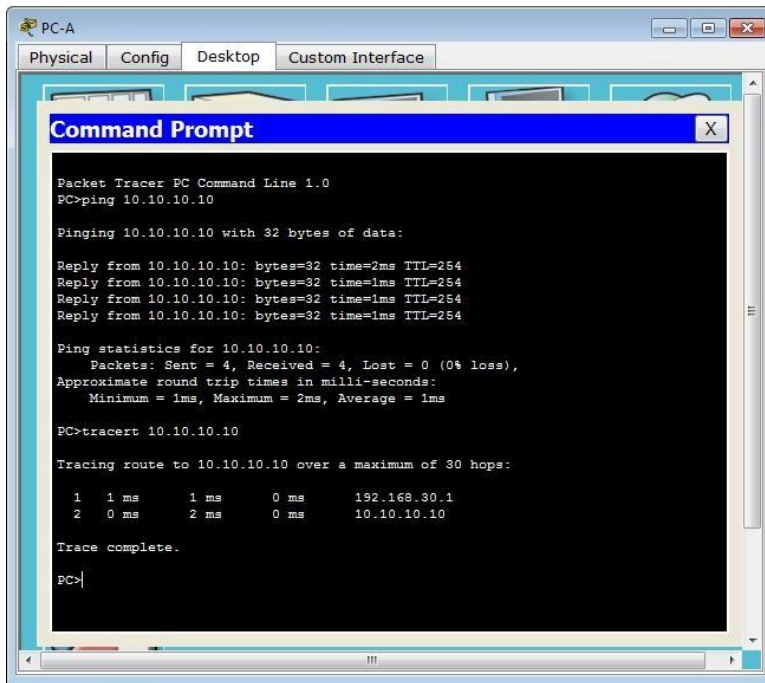 PC-A
Physical Config Desktop Custom Interface
Command Prompt
X
Packet Tracer PC Command Line 1.0
PC>ping 10.10.10.10
Pinging 10.10.10.10 with 32 bytes of data:
Reply from 10.10.10.10: bytes=32 time=2ms TTL=254
Reply from 10.10.10.10: bytes=32 time=1ms TTL=254
Reply from 10.10.10.10: bytes=32 time=1ms TTL=254
Reply from 10.10.10.10: bytes=32 time=1ms TTL=254
Ping statistics for 10.10.10.10:
Packets: Sent = 4, Received = 4, Lost = 0 (0% loss),
Approximate round trip times in milli-seconds:
Minimum = 1ms, Maximum = 2ms, Average = 1ms
PC>tracert 10.10.10.10
Tracing route to 10.10.10.10 over a maximum of 30 hops:
1 1 ms 1 ms 0 ms 192.168.30.1
2 0 ms 2 ms 0 ms 10.10.10.10
Trace complete.
PC>